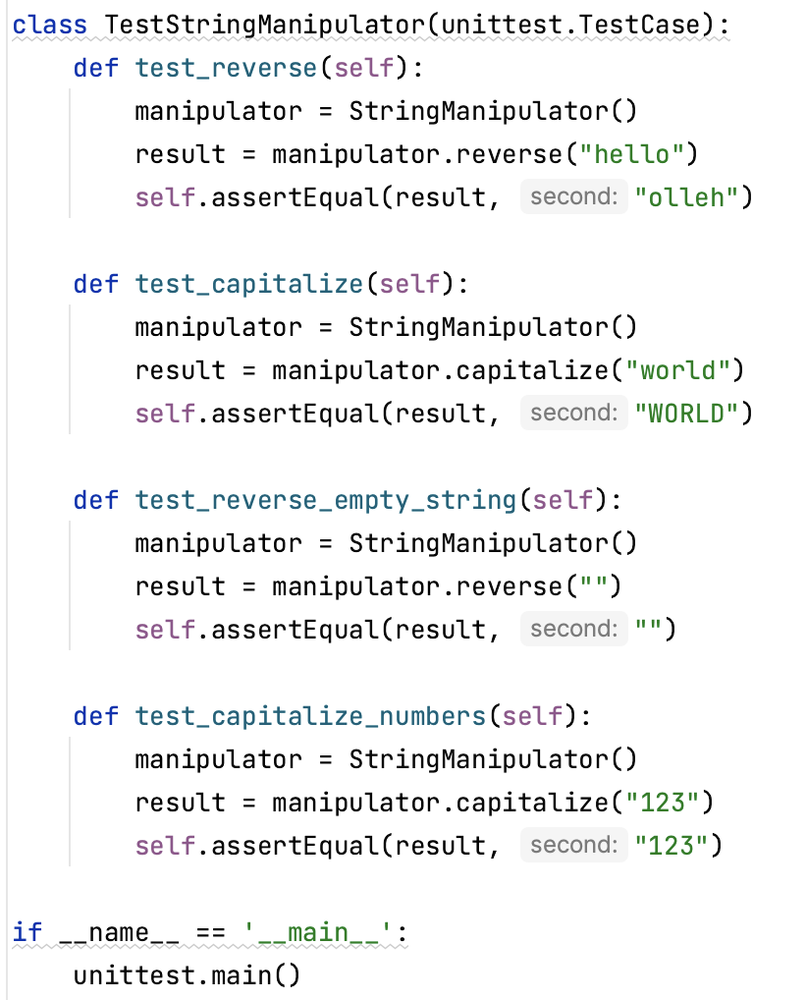 class TestStringManipulator(unittest.TestCase):
    def test_reverse(self):
        manipulator = StringManipulator()
        result = manipulator.reverse("hello")
        self.assertEqual(result, second: "olleh")

    def test_capitalize(self):
        manipulator = StringManipulator()
        result = manipulator.capitalize("world")
        self.assertEqual(result, second: "WORLD")

    def test_reverse_empty_string(self):
        manipulator = StringManipulator()
        result = manipulator.reverse("")
        self.assertEqual(result, second: "")

    def test_capitalize_numbers(self):
        manipulator = StringManipulator()
        result = manipulator.capitalize("123")
        self.assertEqual(result, second: "123")

if __name__ == '__main__':
    unittest.main()